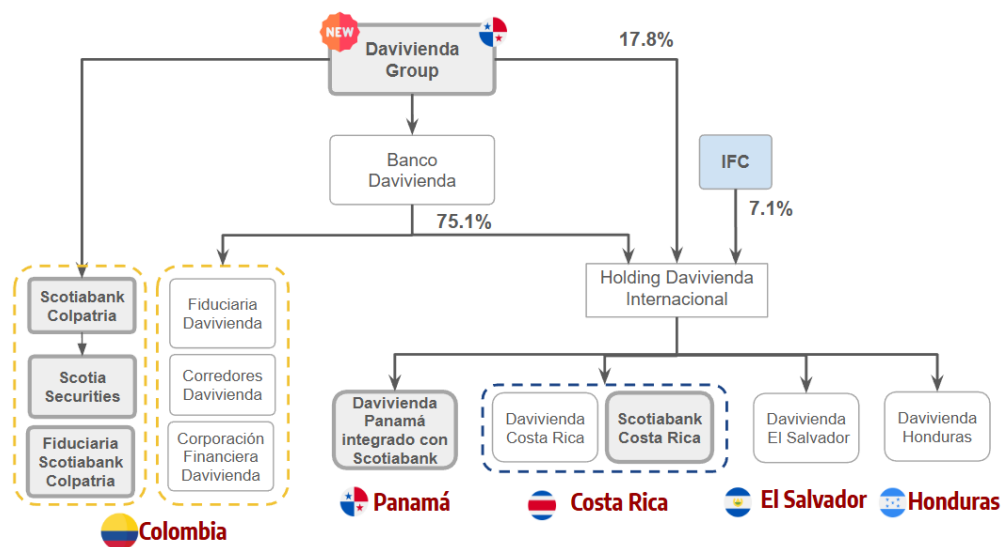 NEW
Davivienda
Group
17.8%
Banco
Davivienda
IFC
75.1%
7.1%
Holding Davivienda
Internacional
Scotiabank
Colpatria
Scotia
Securities
Fiduciaria
Scotiabank
Colpatria
Fiduciaria
Davivienda
Corredores
Davivienda
Corporación
Financiera
Davivienda
Davivienda
Panamá
integrado con
Scotiabank
Davivienda
Costa Rica
Scotiabank
Costa Rica
Davivienda
El Salvador
Davivienda
Honduras
Colombia
Panamá
Costa Rica
El Salvador
Honduras